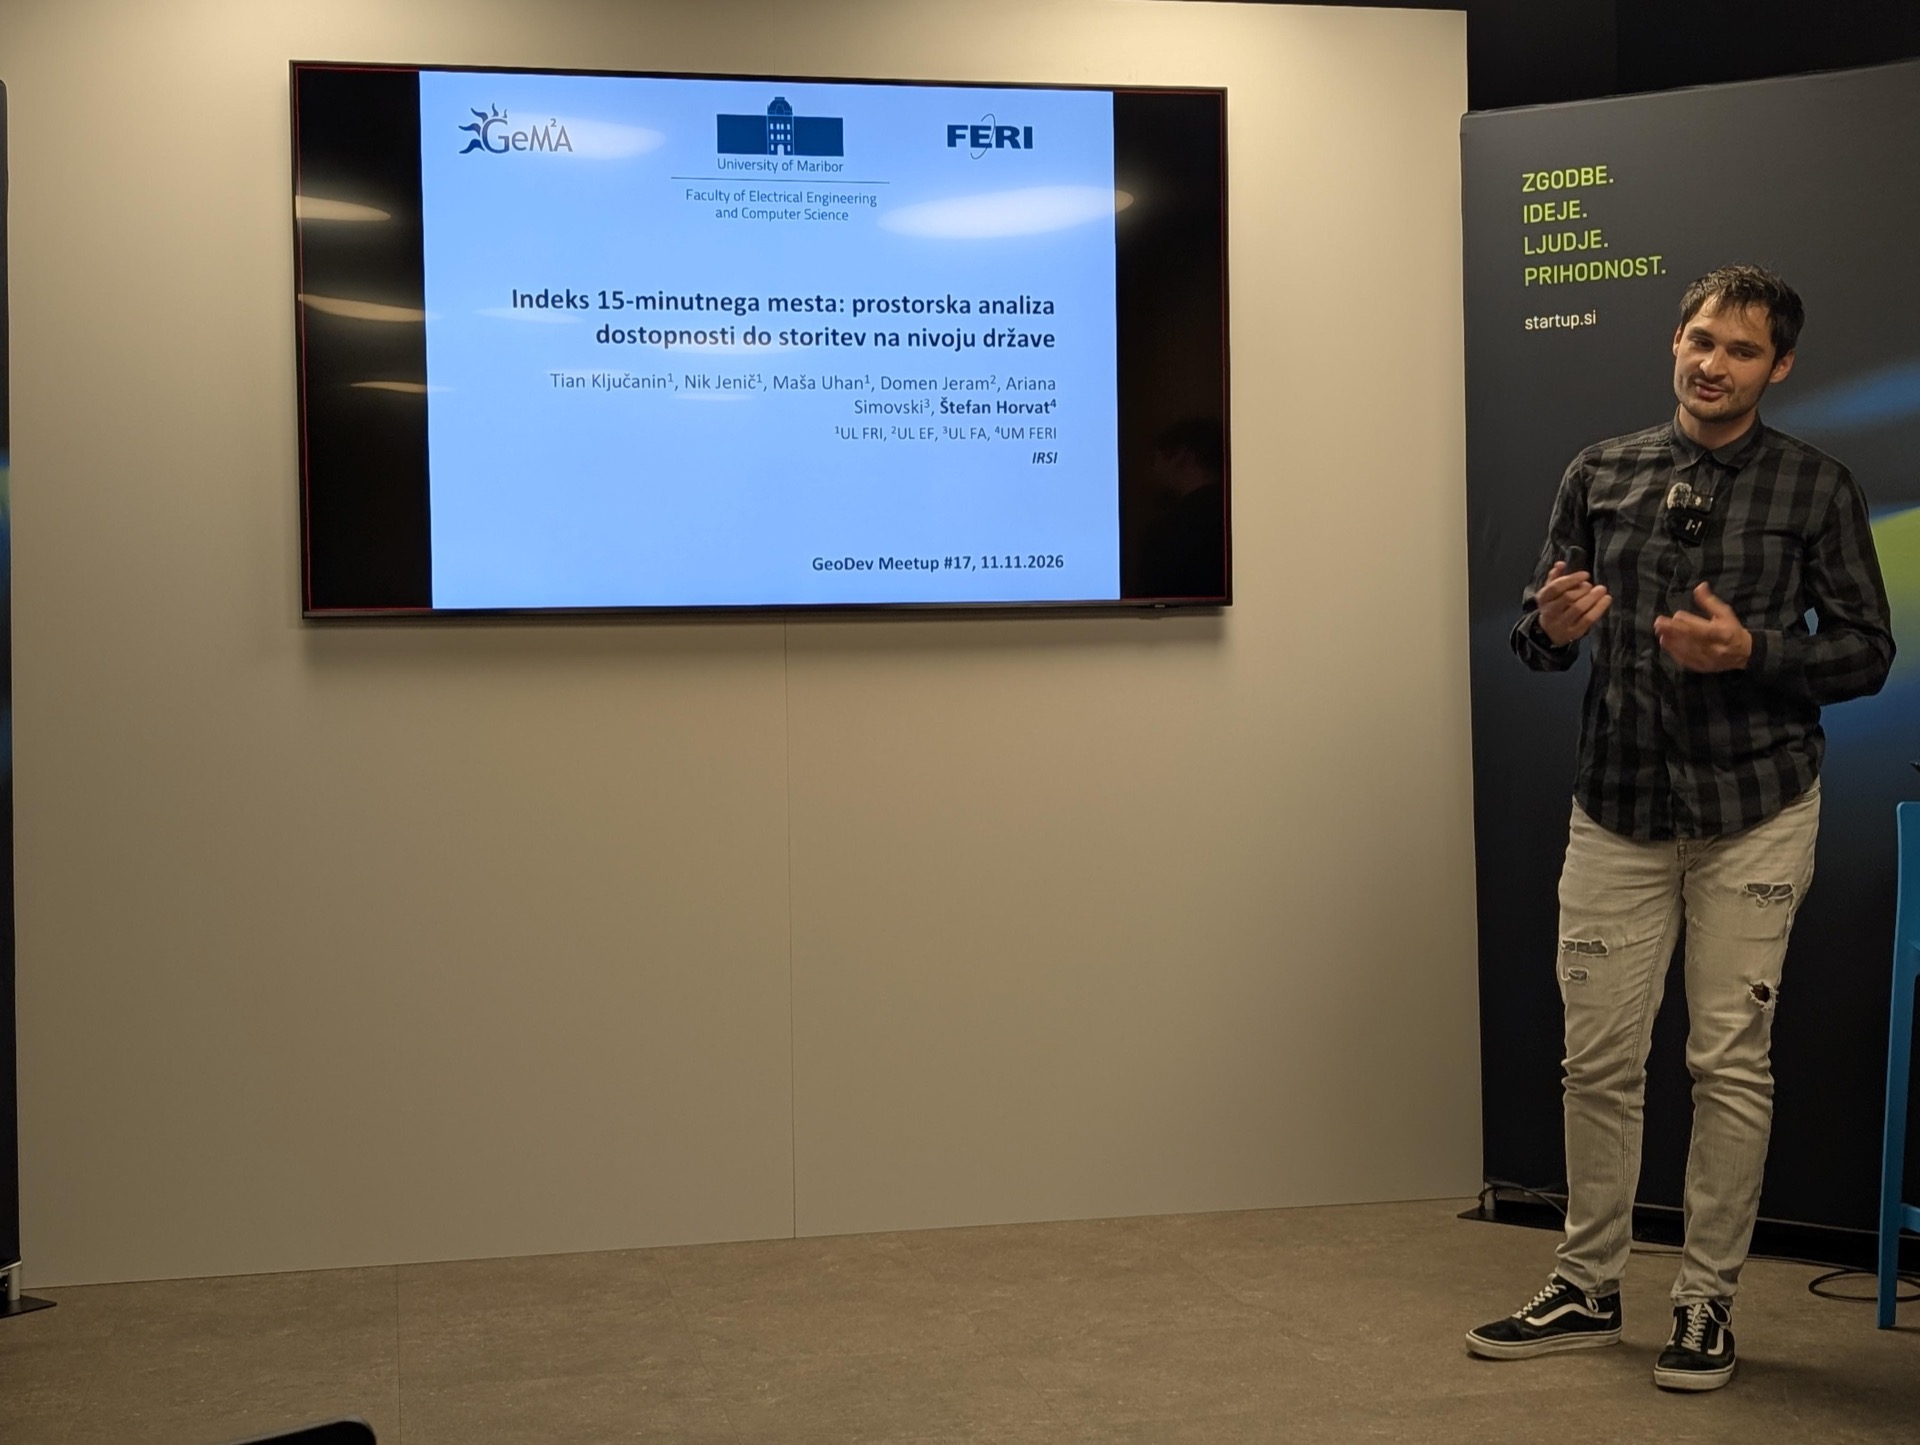 GeM²A
University of Maribor
Faculty of Electrical Engineering
and Computer Science
FERI
Indeks 15-minutnega mesta: prostorska analiza
dostopnosti do storitev na nivoju države
Tian Ključanin¹, Nik Jenič¹, Maša Uhan¹, Domen Jeram², Ariana
Simovski³, Štefan Horvat⁴
¹UL FRI, ²UL EF, ³UL FA, ⁴UM FERI
IRSI
GeoDev Meetup #17, 11.11.2026
ZGODBE.
IDEJE.
LJUDJE.
PRIHODNOST.
startup.si